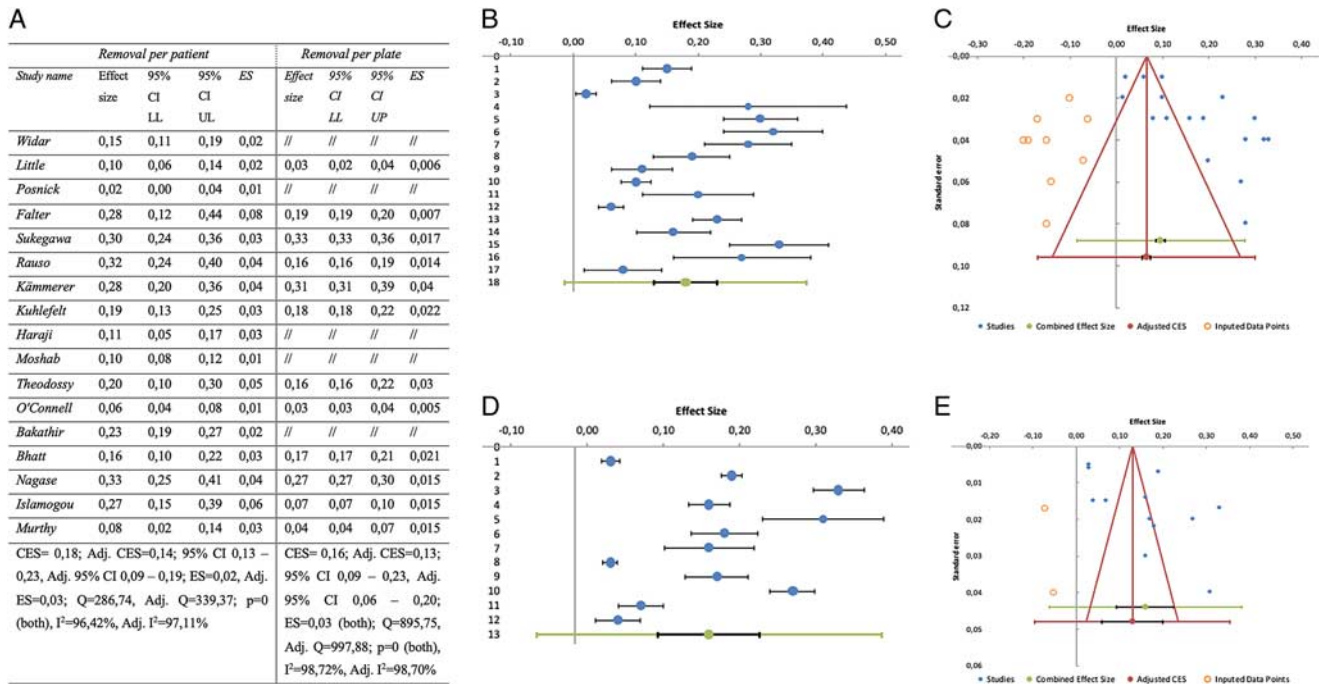 A
Removal per patient Removal per plate
Study name Effect size 95% CI LL 95% CI UL ES Effect size 95% CI LL 95% CI UP ES
Widar 0,15 0,11 0,19 0,02 // // // //
Little 0,10 0,06 0,14 0,02 0,03 0,02 0,04 0,006
Posnick 0,02 0,00 0,04 0,01 // // // //
Falter 0,28 0,12 0,44 0,08 0,19 0,19 0,20 0,007
Sukegawa 0,30 0,24 0,36 0,03 0,33 0,33 0,36 0,017
Rauso 0,32 0,24 0,40 0,04 0,16 0,16 0,19 0,014
Kämmerer 0,28 0,20 0,36 0,04 0,31 0,31 0,39 0,04
Kuhlefelt 0,19 0,13 0,25 0,03 0,18 0,18 0,22 0,022
Haraji 0,11 0,05 0,17 0,03 // // // //
Moshab 0,10 0,08 0,12 0,01 // // // //
Theodossy 0,20 0,10 0,30 0,05 0,16 0,16 0,22 0,03
O'Connell 0,06 0,04 0,08 0,01 0,03 0,03 0,04 0,005
Bakathir 0,23 0,19 0,27 0,02 // // // //
Bhatt 0,16 0,10 0,22 0,03 0,17 0,17 0,21 0,021
Nagase 0,33 0,25 0,41 0,04 0,27 0,27 0,30 0,015
Islamogou 0,27 0,15 0,39 0,06 0,07 0,07 0,10 0,015
Murthy 0,08 0,02 0,14 0,03 0,04 0,04 0,07 0,015
CES= 0,18; Adj. CES=0,14; 95% CI 0,13 –
0,23, Adj. 95% CI 0,09 – 0,19; ES=0,02, Adj.
ES=0,03; Q=286,74, Adj. Q=339,37; p=0
(both), I²=96,42%, Adj. I²=97,11%
CES= 0,16; Adj. CES=0,13;
95% CI 0,09 – 0,23, Adj.
95% CI 0,06 – 0,20;
ES=0,03 (both); Q=895,75,
Adj. Q=997,88; p=0 (both),
I²=98,72%, Adj. I²=98,70%
B
Effect Size
-0,10 0,00 0,10 0,20 0,30 0,40 0,50
0
1
2
3
4
5
6
7
8
9
10
11
12
13
14
15
16
17
18
C
Effect Size
-0,30 -0,20 -0,10 0,00 0,10 0,20 0,30 0,40
-0,00
0,02
0,04
0,06
0,08
0,10
0,12
Standard error
Studies Combined Effect Size Adjusted CES Inputed Data Points
D
Effect Size
-0,10 0,00 0,10 0,20 0,30 0,40
0
1
2
3
4
5
6
7
8
9
10
11
12
13
E
Effect Size
-0,20 -0,10 0,00 0,10 0,20 0,30 0,40 0,50
-0,00
0,01
0,02
0,03
0,04
0,05
0,06
Standard error
Studies Combined Effect Size Adjusted CES Inputed Data Points